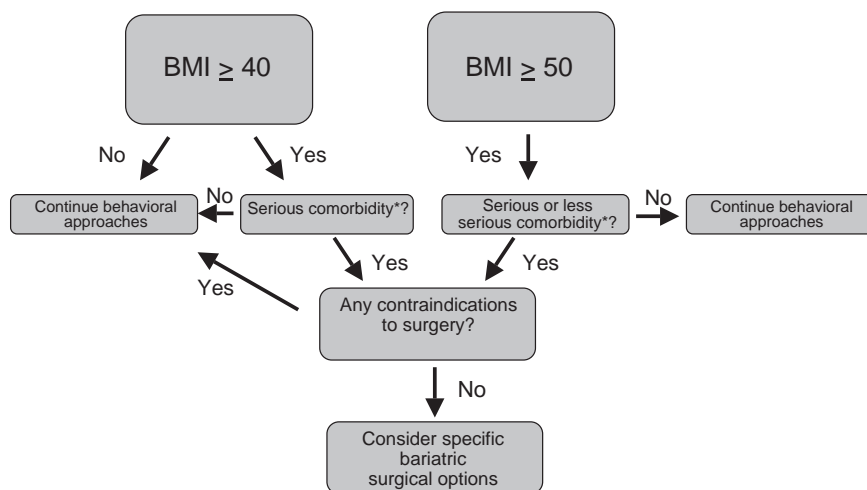 BMI ≥ 40
BMI ≥ 50
No
Yes
Yes
Continue behavioral
approaches
No
Serious comorbidity*?
Serious or less
serious comorbidity*?
No
Continue behavioral
approaches
Yes
Yes
Yes
Any contraindications
to surgery?
No
Consider specific
bariatric
surgical options